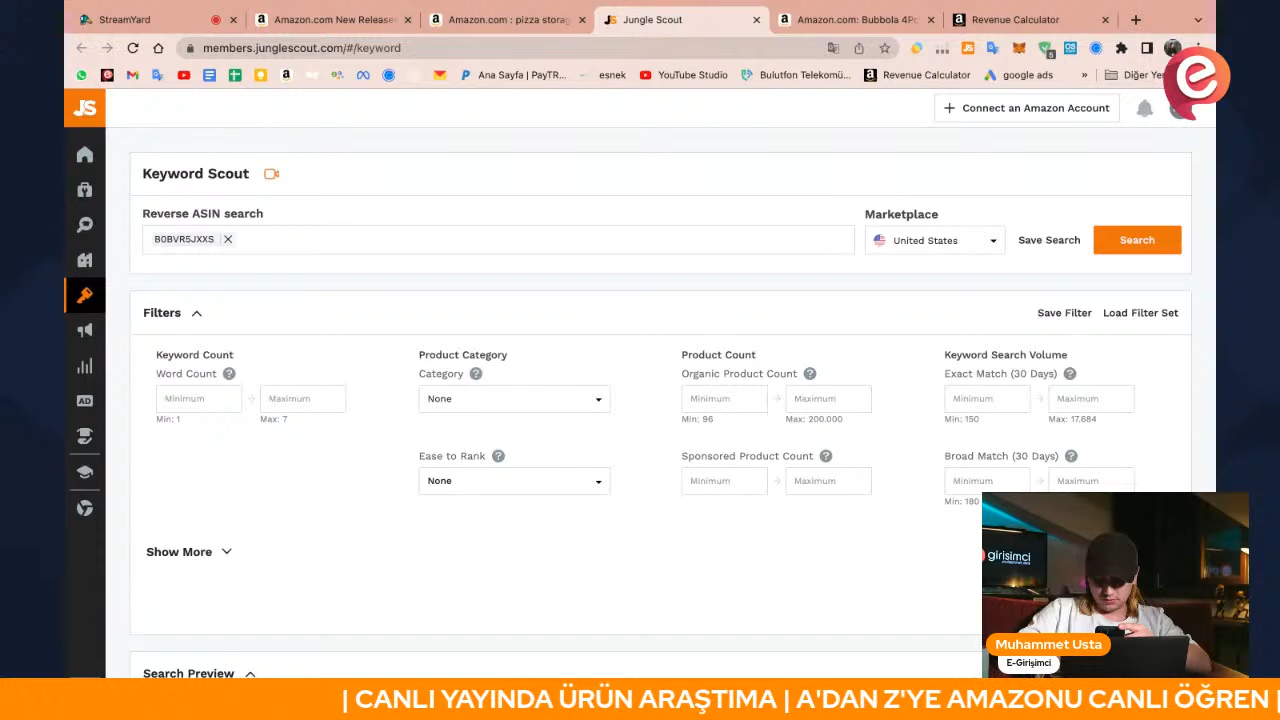 StreamYard
Amazon.com New Release
Amazon.com : pizza storag
Jungle Scout
Amazon.com: Bubbola 4Pc
Revenue Calculator
members.junglescout.com/#/keyword
Ana Sayfa | PayTR...
esnek
YouTube Studio
Bulutfon Telekomü...
Revenue Calculator
google ads
»
Diğer Yer
JS
+ Connect an Amazon Account
Keyword Scout
Reverse ASIN search
Marketplace
B0BVR5JXXS
United States
Save Search
Search
Filters
Save Filter
Load Filter Set
Keyword Count
Product Category
Product Count
Keyword Search Volume
Word Count
Category
Organic Product Count
Exact Match (30 Days)
Minimum
Maximum
None
Minimum
Maximum
Minimum
Maximum
Min: 1
Max: 7
Min: 96
Max: 200.000
Min: 150
Max: 17.684
Ease to Rank
Sponsored Product Count
Broad Match (30 Days)
None
Minimum
Maximum
Minimum
Maximum
Min: 180
Show More
girisimci
Muhammet Usta
E-Girişimci
Search Preview
| CANLI YAYINDA ÜRÜN ARAŞTIMA | A'DAN Z'YE AMAZONU CANLI ÖĞREN |